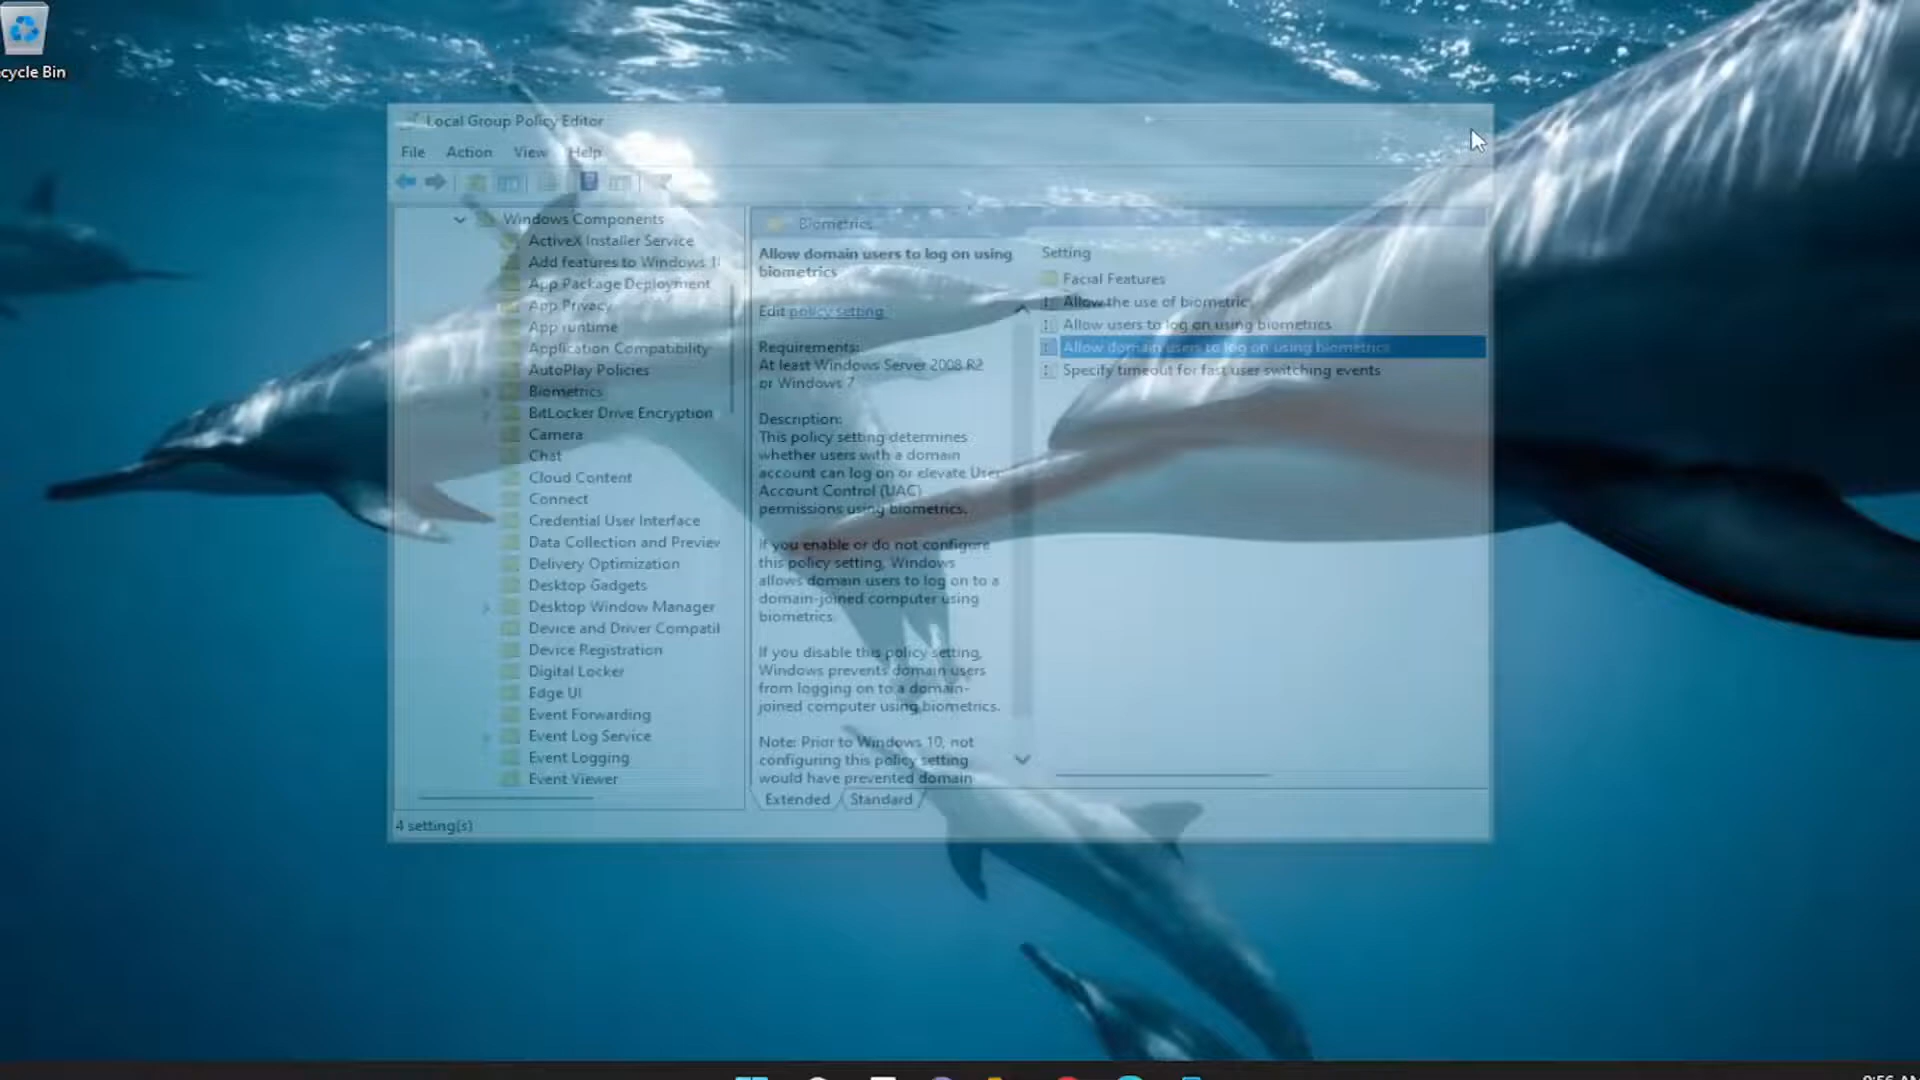 cycle Bin
Local Group Policy Editor
File Action View Help
Windows Components
ActiveX Installer Service
Add features to Windows 1
App Package Deployment
App Privacy
App runtime
Application Compatibility
AutoPlay Policies
Biometrics
BitLocker Drive Encryption
Camera
Chat
Cloud Content
Connect
Credential User Interface
Data Collection and Preview
Delivery Optimization
Desktop Gadgets
Desktop Window Manager
Device and Driver Compatil
Device Registration
Digital Locker
Edge UI
Event Forwarding
Event Log Service
Event Logging
Event Viewer
Biometrics
Allow domain users to log on using
biometrics
Edit policy setting
Requirements:
At least Windows Server 2008 R2
or Windows 7
Description:
This policy setting determines
whether users with a domain
account can log on or elevate User
Account Control (UAC)
permissions using biometrics.
If you enable or do not configure
this policy setting, Windows
allows domain users to log on to a
domain-joined computer using
biometrics.
If you disable this policy setting,
Windows prevents domain users
from logging on to a domain-
joined computer using biometrics.
Note: Prior to Windows 10, not
configuring this policy setting
would have prevented domain
Setting
Facial Features
Allow the use of biometric
Allow users to log on using biometrics
Allow domain users to log on using biometrics
Specify timeout for fast user switching events
Extended Standard
4 setting(s)